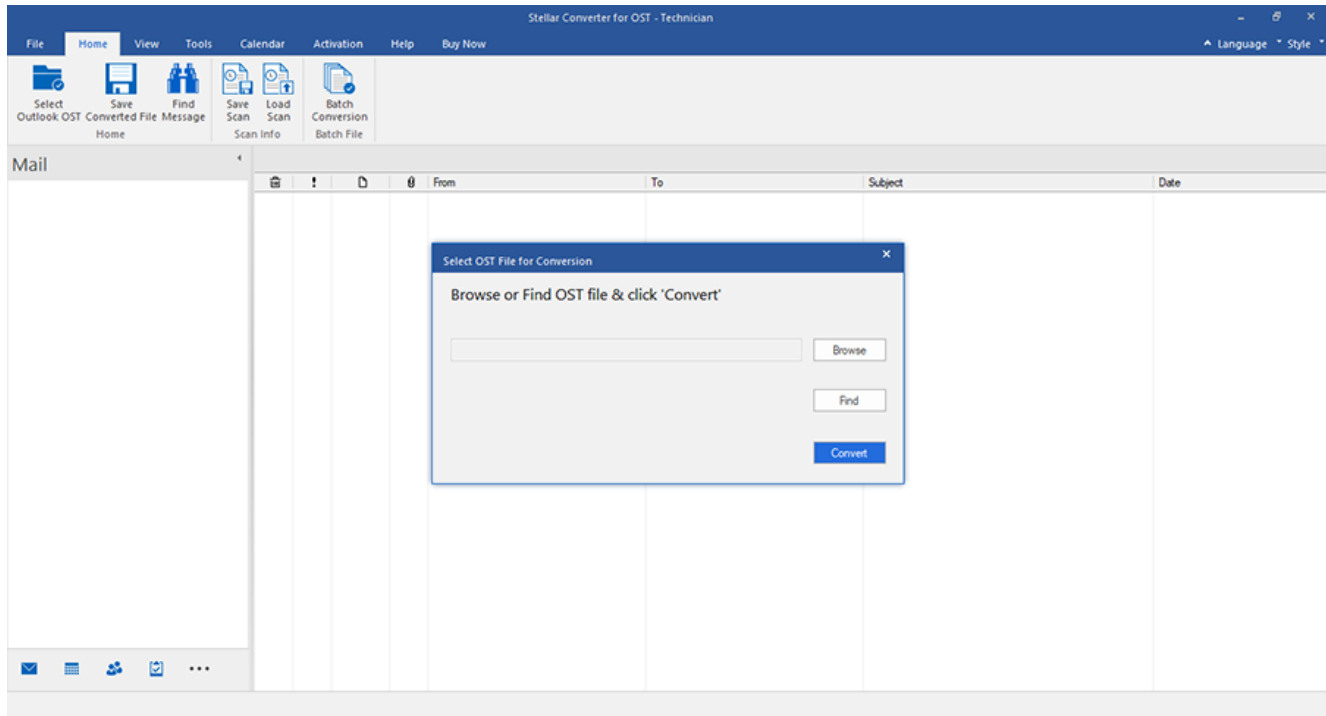 Stellar Converter for OST - Technician
File Home View Tools Calendar Activation Help Buy Now Language Style
Select Outlook OST
Save Converted File
Find Message
Save Scan
Load Scan
Batch Conversion
Home Scan Info Batch File
Mail
From To Subject Date
Select OST File for Conversion
Browse or Find OST file & click 'Convert'
Browse
Find
Convert